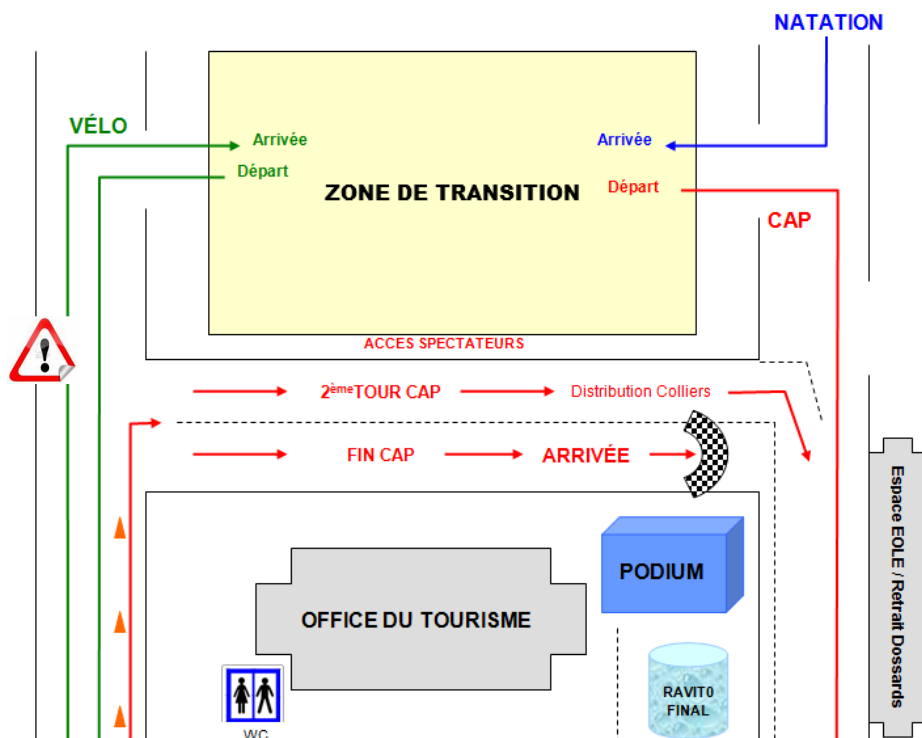 NATATION
VÉLO
Arrivée
Départ
Arrivée
Départ
ZONE DE TRANSITION
CAP
ACCES SPECTATEURS
2ème TOUR CAP
Distribution Colliers
FIN CAP
ARRIVÉE
PODIUM
OFFICE DU TOURISME
RAVIT0
FINAL
WC
Espace EOLE / Retrait Dossards